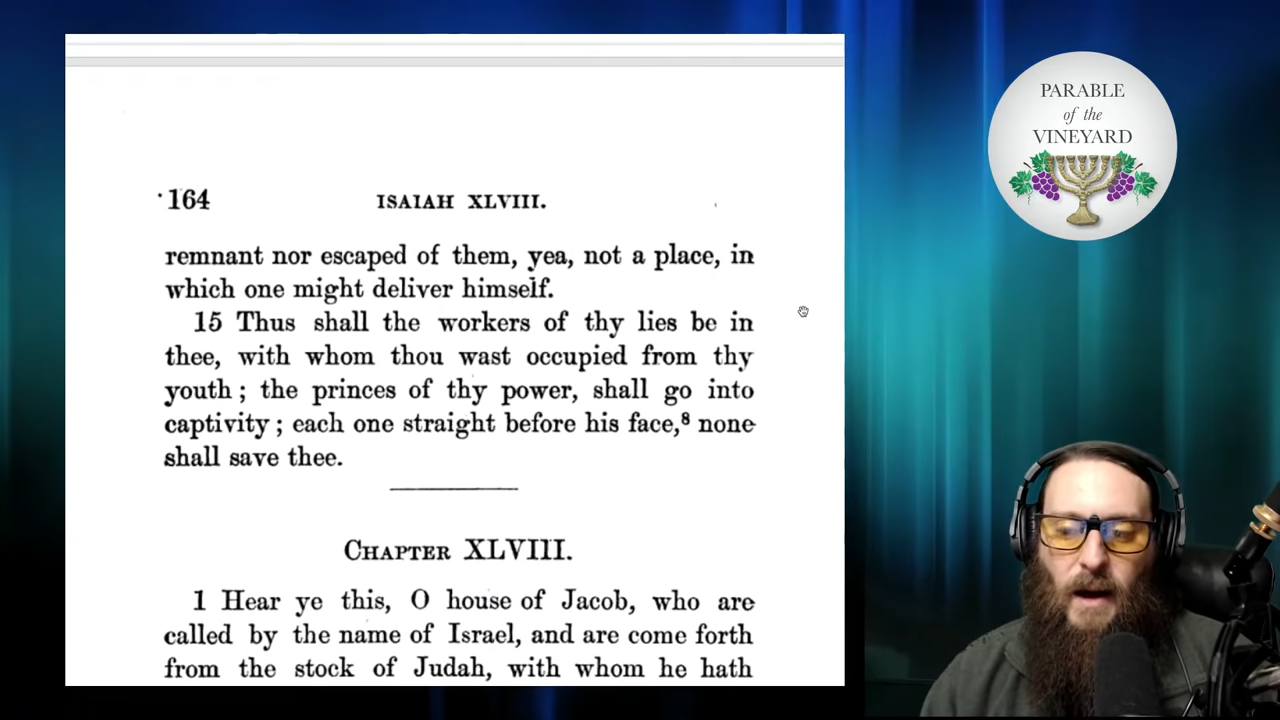 164 ISAIAH XLVIII.
remnant nor escaped of them, yea, not a place, in
which one might deliver himself.
15 Thus shall the workers of thy lies be in
thee, with whom thou wast occupied from thy
youth ; the princes of thy power, shall go into
captivity ; each one straight before his face,⁸ none
shall save thee.
CHAPTER XLVIII.
1 Hear ye this, O house of Jacob, who are
called by the name of Israel, and are come forth
from the stock of Judah, with whom he hath
PARABLE
of the
VINEYARD